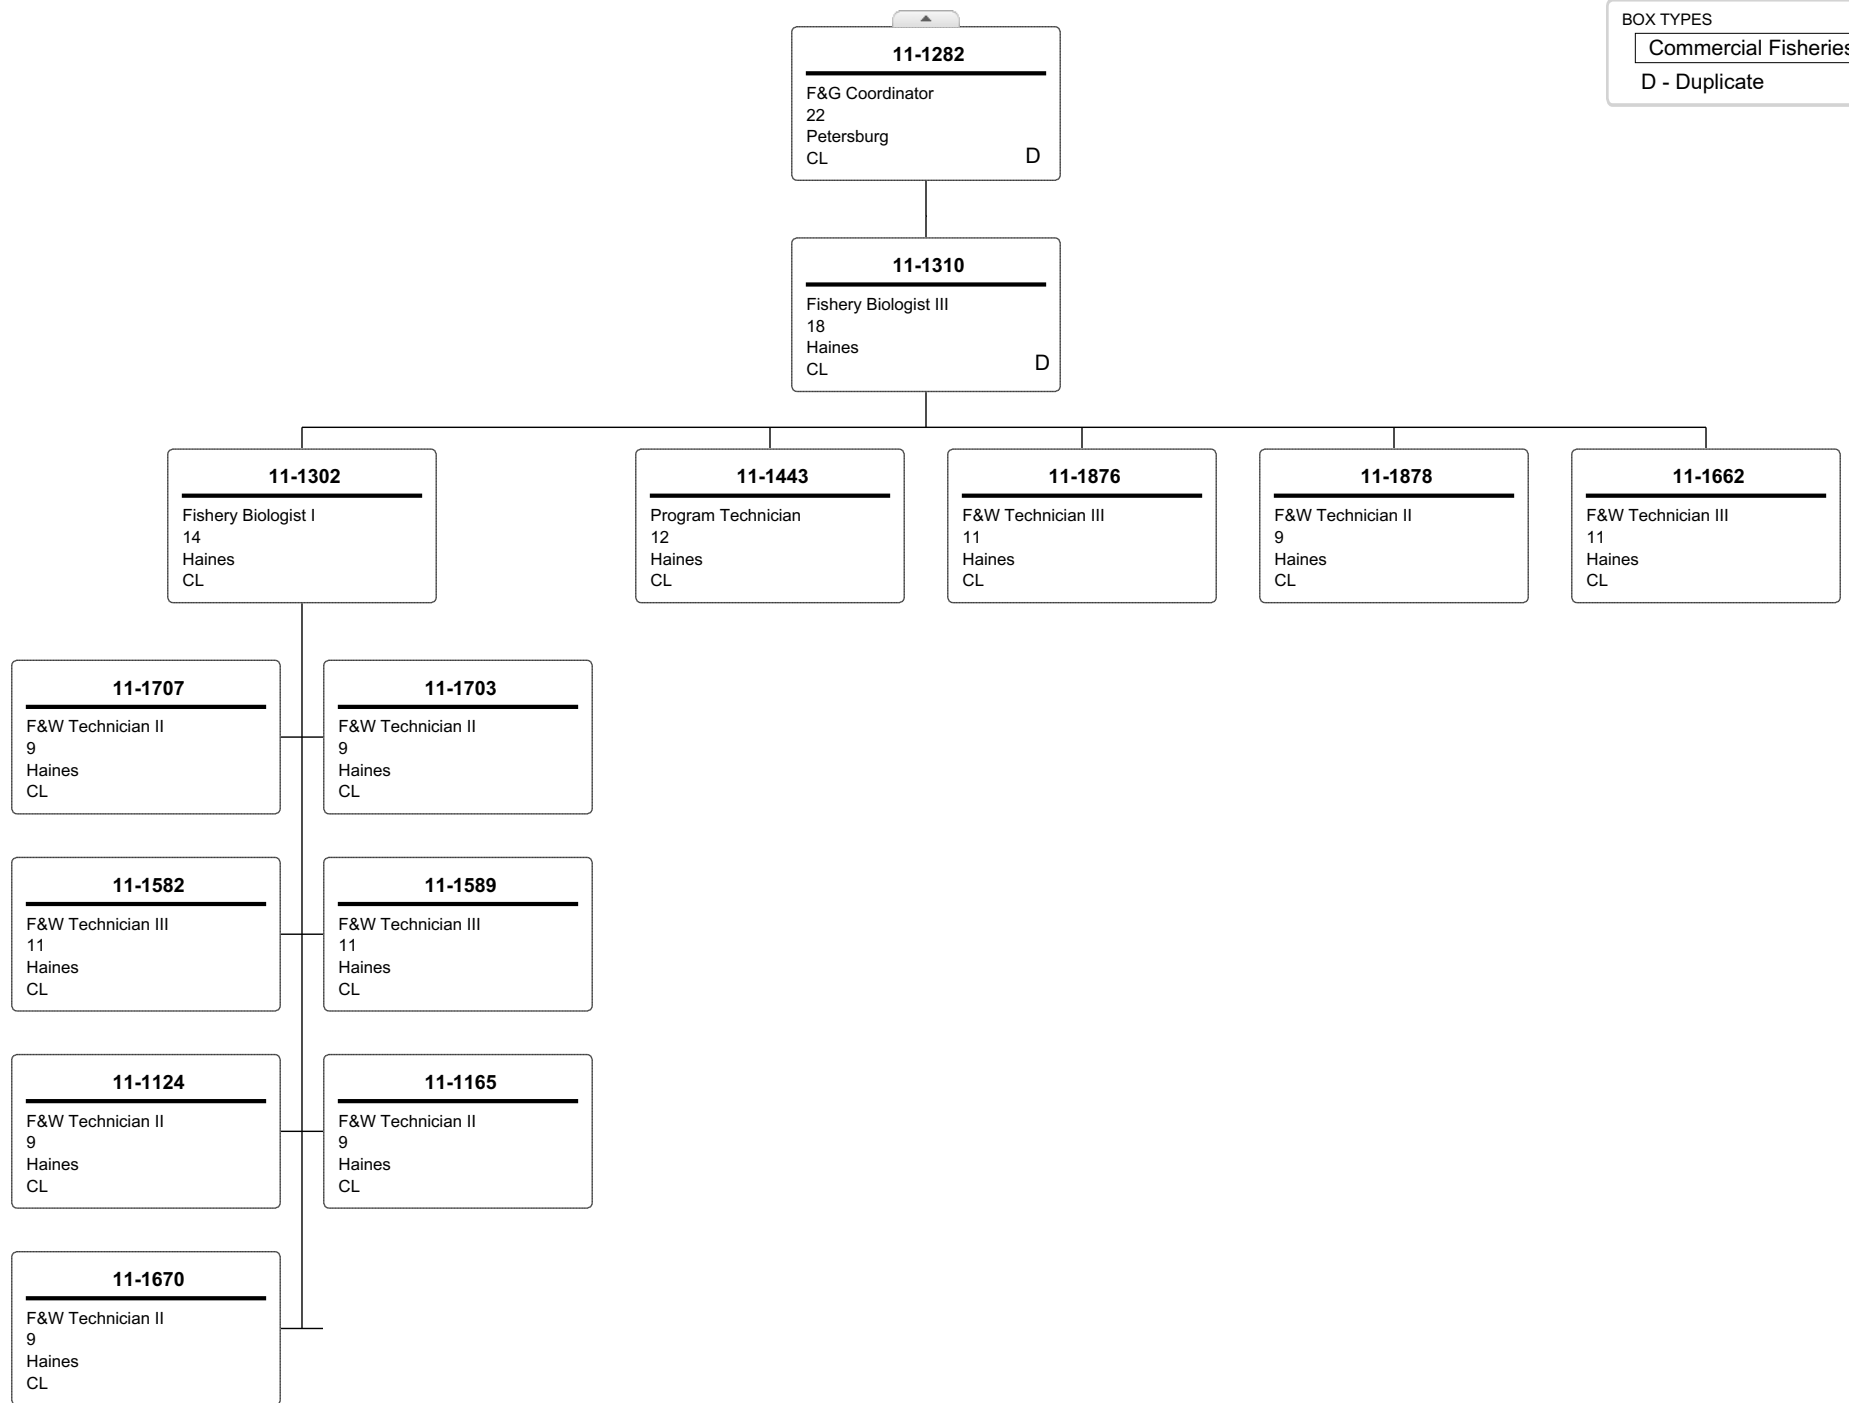 BOX TYPES
Commercial Fisheries
D - Duplicate
11-1282
F&G Coordinator
22
Petersburg
CL
D
11-1310
Fishery Biologist III
18
Haines
CL
D
11-1302
Fishery Biologist I
14
Haines
CL
11-1443
Program Technician
12
Haines
CL
11-1876
F&W Technician III
11
Haines
CL
11-1878
F&W Technician II
9
Haines
CL
11-1662
F&W Technician III
11
Haines
CL
11-1707
F&W Technician II
9
Haines
CL
11-1703
F&W Technician II
9
Haines
CL
11-1582
F&W Technician III
11
Haines
CL
11-1589
F&W Technician III
11
Haines
CL
11-1124
F&W Technician II
9
Haines
CL
11-1165
F&W Technician II
9
Haines
CL
11-1670
F&W Technician II
9
Haines
CL